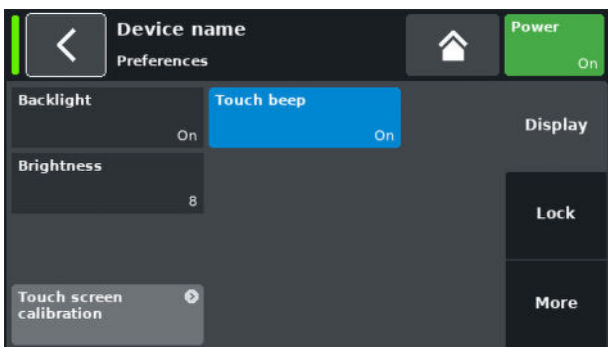 Device name
Preferences
Power
On
Backlight
On
Touch beep
On
Brightness
8
Touch screen
calibration
Display
Lock
More